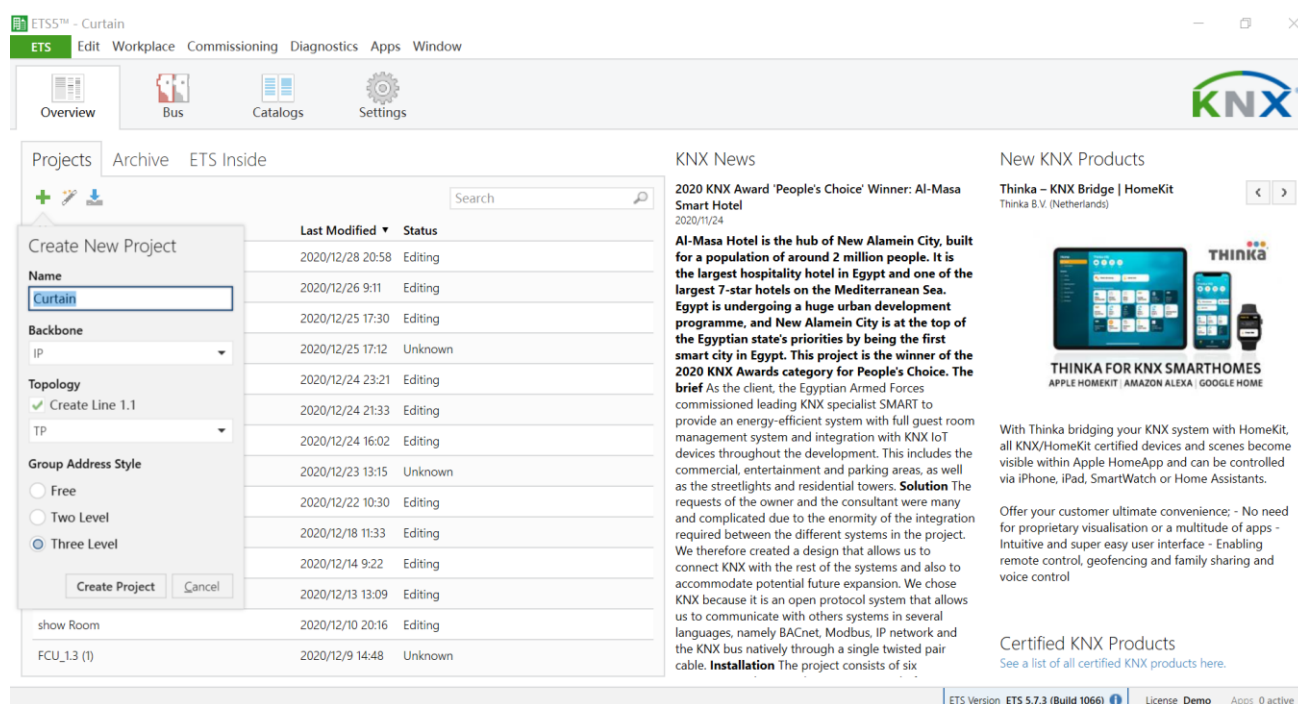 ETS5™ - Curtain
ETS Edit Workplace Commissioning Diagnostics Apps Window
Overview Bus Catalogs Settings
KNX
Projects Archive ETS Inside
Search
Last Modified Status
Create New Project
Name
Curtain
Backbone
IP
Topology
Create Line 1.1
TP
Group Address Style
Free
Two Level
Three Level
Create Project Cancel
2020/12/28 20:58 Editing
2020/12/26 9:11 Editing
2020/12/25 17:30 Editing
2020/12/25 17:12 Unknown
2020/12/24 23:21 Editing
2020/12/24 21:33 Editing
2020/12/24 16:02 Editing
2020/12/23 13:15 Unknown
2020/12/22 10:30 Editing
2020/12/18 11:33 Editing
2020/12/14 9:22 Editing
2020/12/13 13:09 Editing
show Room 2020/12/10 20:16 Editing
FCU_1.3 (1) 2020/12/9 14:48 Unknown
KNX News
2020 KNX Award 'People's Choice' Winner: Al-Masa
Smart Hotel
2020/11/24
Al-Masa Hotel is the hub of New Alamein City, built
for a population of around 2 million people. It is
the largest hospitality hotel in Egypt and one of the
largest 7-star hotels on the Mediterranean Sea.
Egypt is undergoing a huge urban development
programme, and New Alamein City is at the top of
the Egyptian state's priorities by being the first
smart city in Egypt. This project is the winner of the
2020 KNX Awards category for People's Choice. The
brief As the client, the Egyptian Armed Forces
commissioned leading KNX specialist SMART to
provide an energy-efficient system with full guest room
management system and integration with KNX IoT
devices throughout the development. This includes the
commercial, entertainment and parking areas, as well
as the streetlights and residential towers. Solution The
requests of the owner and the consultant were many
and complicated due to the enormity of the integration
required between the different systems in the project.
We therefore created a design that allows us to
connect KNX with the rest of the systems and also to
accommodate potential future expansion. We chose
KNX because it is an open protocol system that allows
us to communicate with others systems in several
languages, namely BACnet, Modbus, IP network and
the KNX bus natively through a single twisted pair
cable. Installation The project consists of six
New KNX Products
Thinka – KNX Bridge | HomeKit
Thinka B.V. (Netherlands)
THINKA
THINKA FOR KNX SMARTHOMES
APPLE HOMEKIT | AMAZON ALEXA | GOOGLE HOME
With Thinka bridging your KNX system with HomeKit,
all KNX/HomeKit certified devices and scenes become
visible within Apple HomeApp and can be controlled
via iPhone, iPad, SmartWatch or Home Assistants.
Offer your customer ultimate convenience; - No need
for proprietary visualisation or a multitude of apps -
Intuitive and super easy user interface - Enabling
remote control, geofencing and family sharing and
voice control
Certified KNX Products
See a list of all certified KNX products here.
ETS Version ETS 5.7.3 (Build 1066) License Demo Apps 0 active